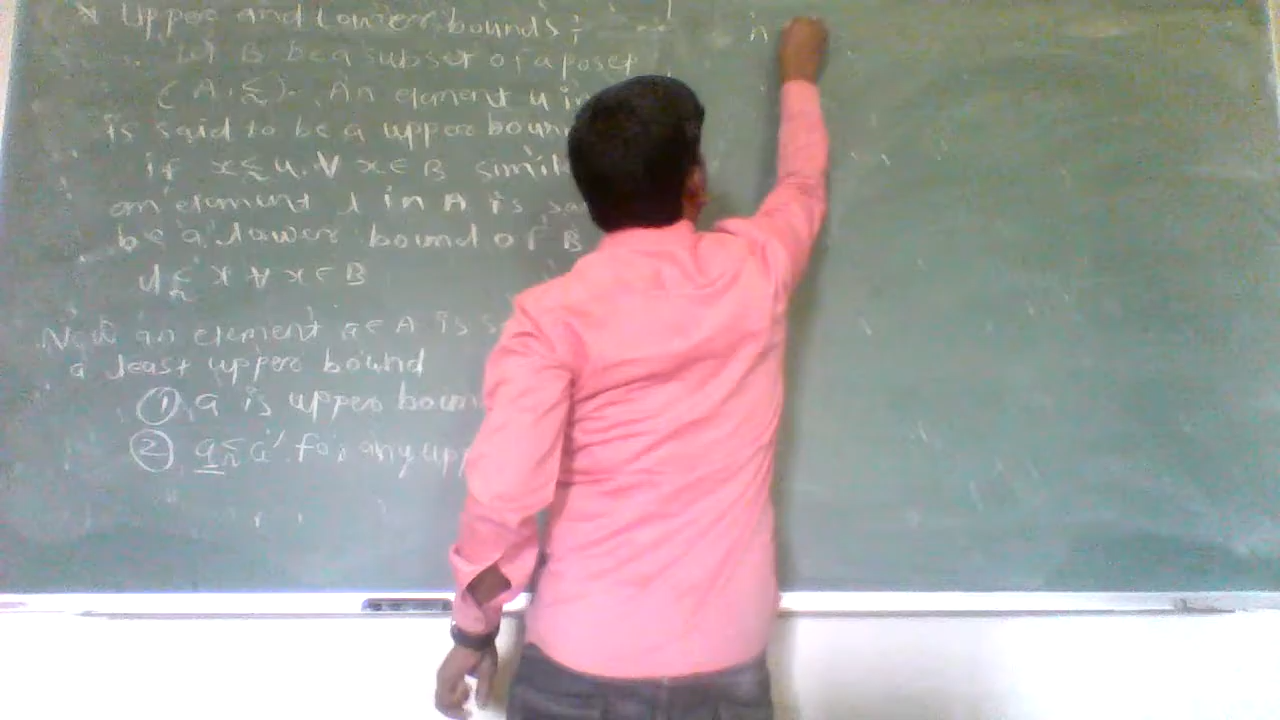 * Upper and Lower bounds :
Let B be a subset of a poset
(A, ≤). An element u in
is said to be a upper boun
if x ≤ u, ∀ x ∈ B simil
an element l in A is sa
be a lower bound of B
l ≤ x ∀ x ∈ B
Now an element a ∈ A is s
a least upper bound
① a is upper boun
② a ≤ a' for any upp
in